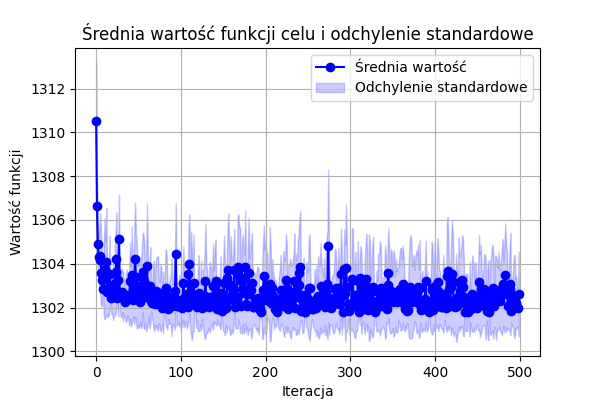 Średnia wartość funkcji celu i odchylenie standardowe
Średnia wartość
Odchylenie standardowe
Wartość funkcji
1312
1310
1308
1306
1304
1302
1300
0 100 200 300 400 500
Iteracja